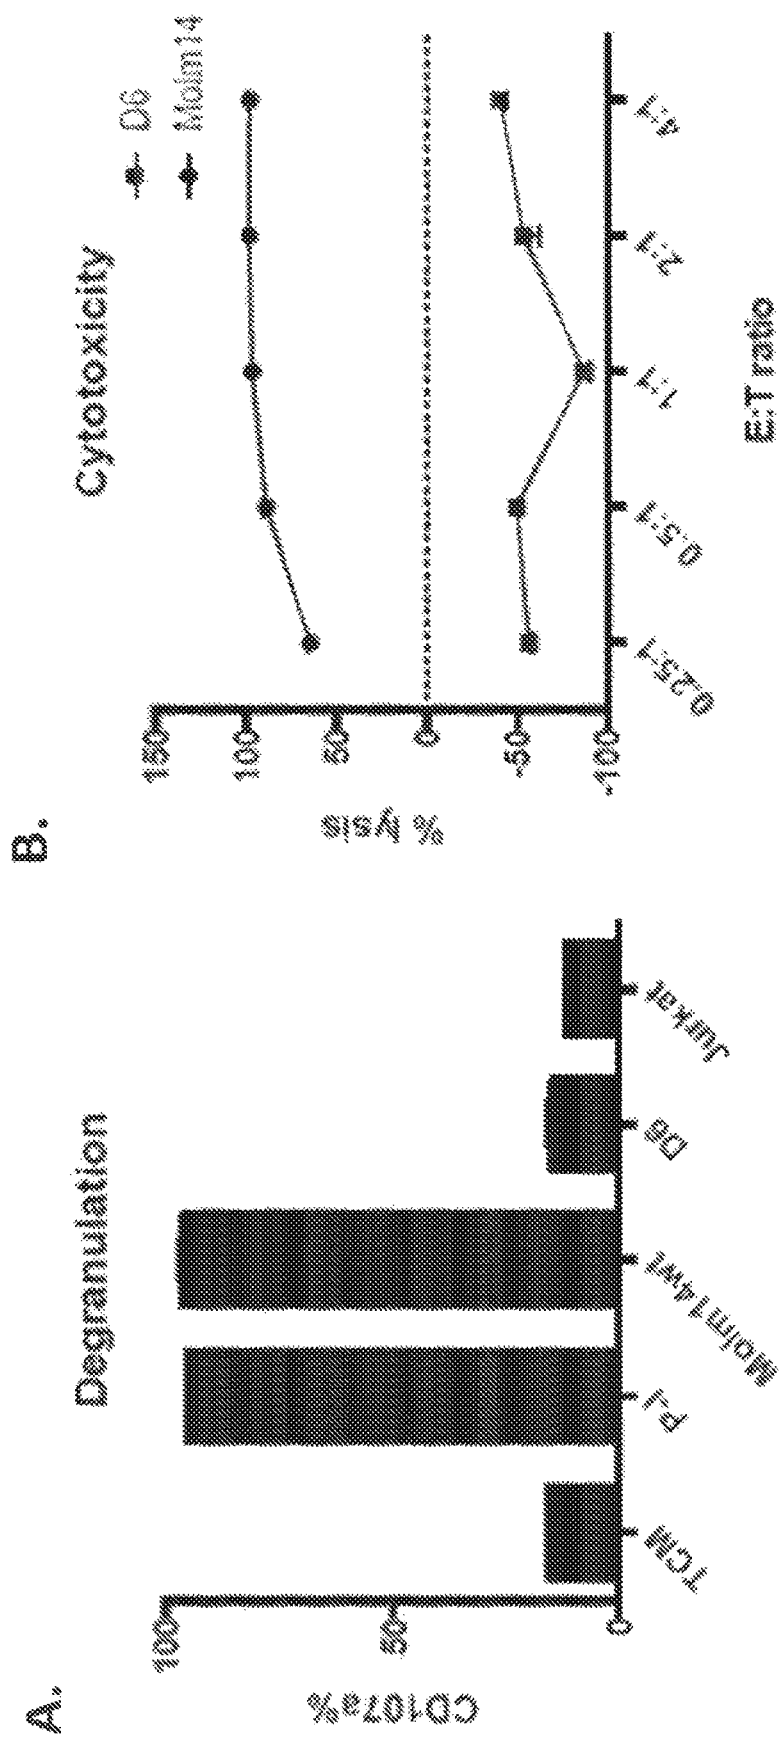 A.
Degranulation
CD107a%
100
50
0
TCM
P-I
Molm14wt
D6
Jurkat
B.
Cytotoxicity
D6
Molm14
% lysis
150
100
50
0
-50
-100
0.25:1
0.5:1
1:1
2:1
4:1
E:T ratio